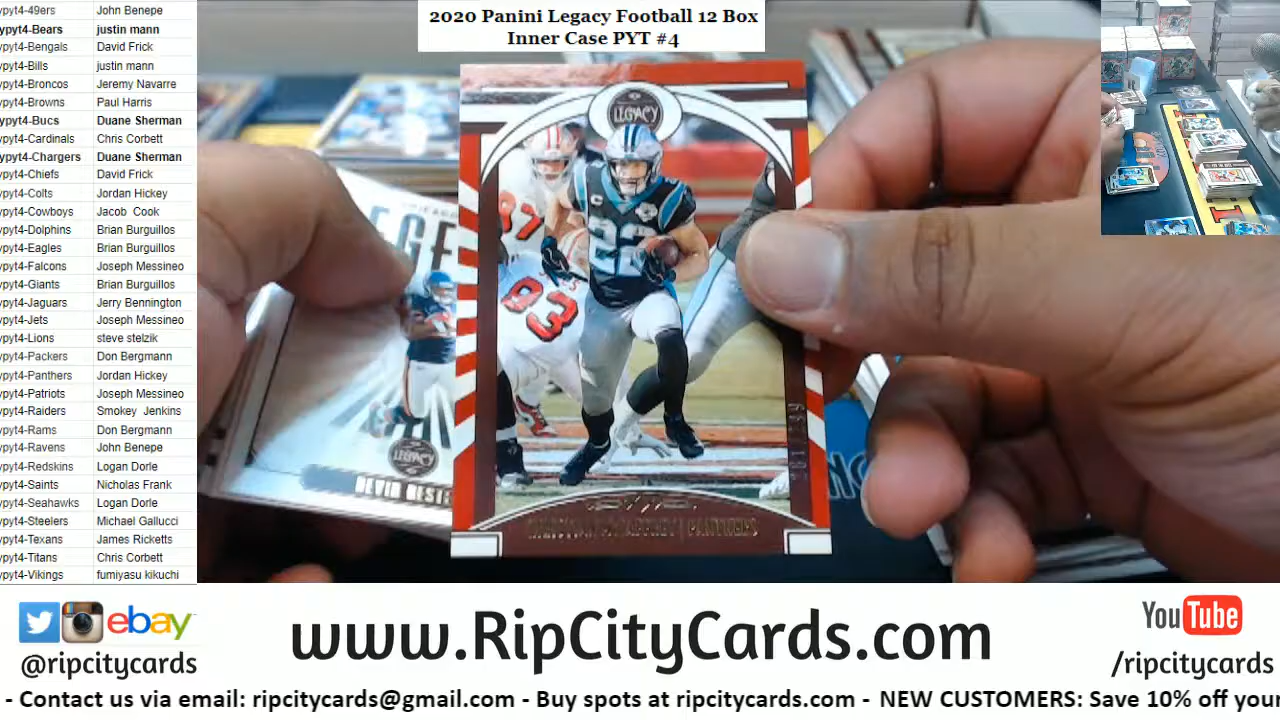 2020 Panini Legacy Football 12 Box
Inner Case PYT #4
ypyt4-49ers John Benepe
ypyt4-Bears justin mann
ypyt4-Bengals David Frick
ypyt4-Bills justin mann
ypyt4-Broncos Jeremy Navarre
ypyt4-Browns Paul Harris
ypyt4-Bucs Duane Sherman
ypyt4-Cardinals Chris Corbett
ypyt4-Chargers Duane Sherman
ypyt4-Chiefs David Frick
ypyt4-Colts Jordan Hickey
ypyt4-Cowboys Jacob Cook
ypyt4-Dolphins Brian Burguillos
ypyt4-Eagles Brian Burguillos
ypyt4-Falcons Joseph Messineo
ypyt4-Giants Brian Burguillos
ypyt4-Jaguars Jerry Bennington
ypyt4-Jets Joseph Messineo
ypyt4-Lions steve stelzik
ypyt4-Packers Don Bergmann
ypyt4-Panthers Jordan Hickey
ypyt4-Patriots Joseph Messineo
ypyt4-Raiders Smokey Jenkins
ypyt4-Rams Don Bergmann
ypyt4-Ravens John Benepe
ypyt4-Redskins Logan Dorle
ypyt4-Saints Nicholas Frank
ypyt4-Seahawks Logan Dorle
ypyt4-Steelers Michael Gallucci
ypyt4-Texans James Ricketts
ypyt4-Titans Chris Corbett
ypyt4-Vikings fumiyasu kikuchi
LEGACY
22
97
83
LEGACY
DEVIN HESTE
PANTHERS
ebay
@ripcitycards
www.RipCityCards.com
YouTube
/ripcitycards
- Contact us via email: ripcitycards@gmail.com - Buy spots at ripcitycards.com - NEW CUSTOMERS: Save 10% off your